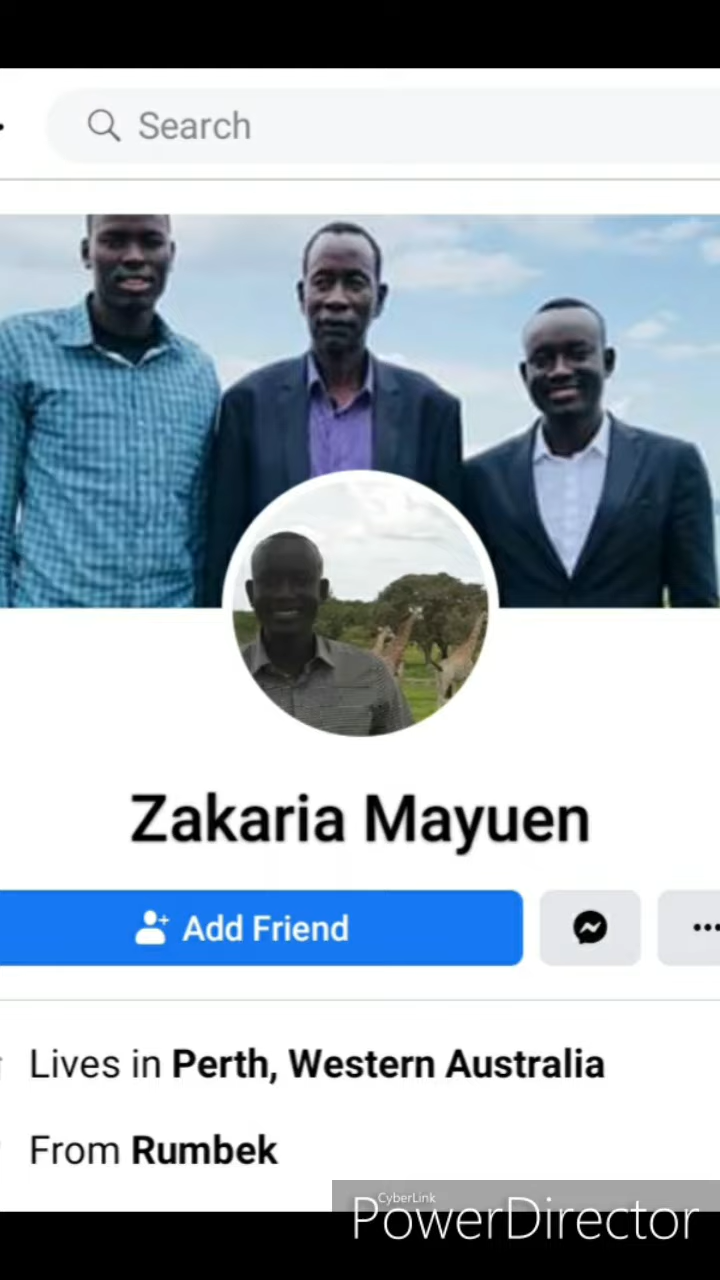 Search
Zakaria Mayuen
Add Friend
Lives in Perth, Western Australia
From Rumbek
CyberLink
PowerDirector